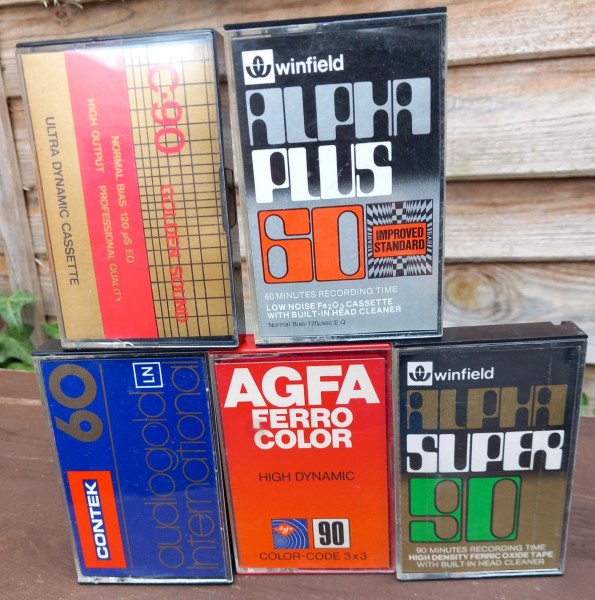 C-90 GOLDEN SOUND
NORMAL BIAS 120 µS EQ
HIGH OUTPUT PROFESSIONAL QUALITY
ULTRA DYNAMIC CASSETTE
winfield
ALPHA
PLUS
60
IMPROVED
STANDARD
60 MINUTES RECORDING TIME
LOW NOISE Fe2O3 CASSETTE
WITH BUILT-IN HEAD CLEANER
Normal Bias-120µsec.E.Q
60
LN
audiogold
international
CONTEK
AGFA
FERRO
COLOR
HIGH DYNAMIC
90
COLOR-CODE 3x3
winfield
ALPHA
SUPER
90
90 MINUTES RECORDING TIME
HIGH DENSITY FERRIC OXIDE TAPE
WITH BUILT-IN HEAD CLEANER